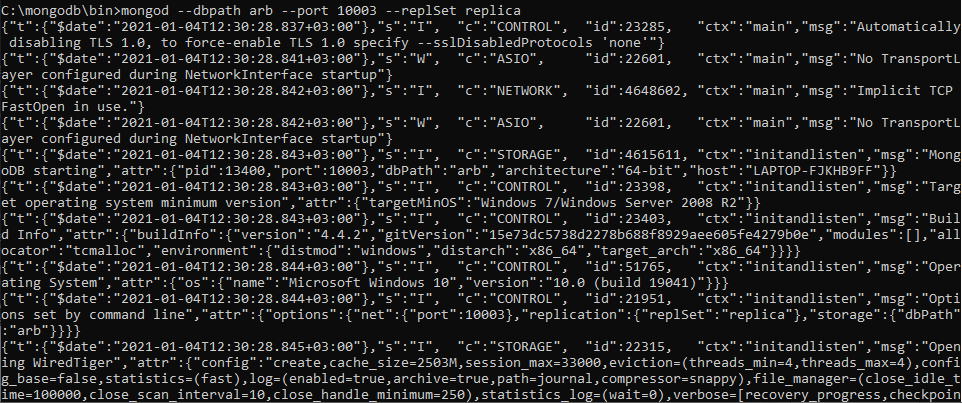 C:\mongodb\bin>mongod --dbpath arb --port 10003 --replSet replica
{"t":{"$date":"2021-01-04T12:30:28.837+03:00"},"s":"I",  "c":"CONTROL",  "id":23285,   "ctx":"main","msg":"Automatically
 disabling TLS 1.0, to force-enable TLS 1.0 specify --sslDisabledProtocols 'none'"}
{"t":{"$date":"2021-01-04T12:30:28.841+03:00"},"s":"W",  "c":"ASIO",     "id":22601,   "ctx":"main","msg":"No TransportL
ayer configured during NetworkInterface startup"}
{"t":{"$date":"2021-01-04T12:30:28.842+03:00"},"s":"I",  "c":"NETWORK",  "id":4648602, "ctx":"main","msg":"Implicit TCP 
FastOpen in use."}
{"t":{"$date":"2021-01-04T12:30:28.842+03:00"},"s":"W",  "c":"ASIO",     "id":22601,   "ctx":"main","msg":"No TransportL
ayer configured during NetworkInterface startup"}
{"t":{"$date":"2021-01-04T12:30:28.843+03:00"},"s":"I",  "c":"STORAGE",  "id":4615611, "ctx":"initandlisten","msg":"Mong
oDB starting","attr":{"pid":13400,"port":10003,"dbPath":"arb","architecture":"64-bit","host":"LAPTOP-FJKHB9FF"}}
{"t":{"$date":"2021-01-04T12:30:28.843+03:00"},"s":"I",  "c":"CONTROL",  "id":23398,   "ctx":"initandlisten","msg":"Targ
et operating system minimum version","attr":{"targetMinOS":"Windows 7/Windows Server 2008 R2"}}
{"t":{"$date":"2021-01-04T12:30:28.843+03:00"},"s":"I",  "c":"CONTROL",  "id":23403,   "ctx":"initandlisten","msg":"Buil
d Info","attr":{"buildInfo":{"version":"4.4.2","gitVersion":"15e73dc5738d2278b688f8929aee605fe4279b0e","modules":[],"all
ocator":"tcmalloc","environment":{"distmod":"windows","distarch":"x86_64","target_arch":"x86_64"}}}}
{"t":{"$date":"2021-01-04T12:30:28.844+03:00"},"s":"I",  "c":"CONTROL",  "id":51765,   "ctx":"initandlisten","msg":"Oper
ating System","attr":{"os":{"name":"Microsoft Windows 10","version":"10.0 (build 19041)"}}}
{"t":{"$date":"2021-01-04T12:30:28.844+03:00"},"s":"I",  "c":"CONTROL",  "id":21951,   "ctx":"initandlisten","msg":"Opti
ons set by command line","attr":{"options":{"net":{"port":10003},"replication":{"replSet":"replica"},"storage":{"dbPath"
:"arb"}}}}
{"t":{"$date":"2021-01-04T12:30:28.845+03:00"},"s":"I",  "c":"STORAGE",  "id":22315,   "ctx":"initandlisten","msg":"Open
ing WiredTiger","attr":{"config":"create,cache_size=2503M,session_max=33000,eviction=(threads_min=4,threads_max=4),confi
g_base=false,statistics=(fast),log=(enabled=true,archive=true,path=journal,compressor=snappy),file_manager=(close_idle_t
ime=100000,close_scan_interval=10,close_handle_minimum=250),statistics_log=(wait=0),verbose=[recovery_progress,checkpoin